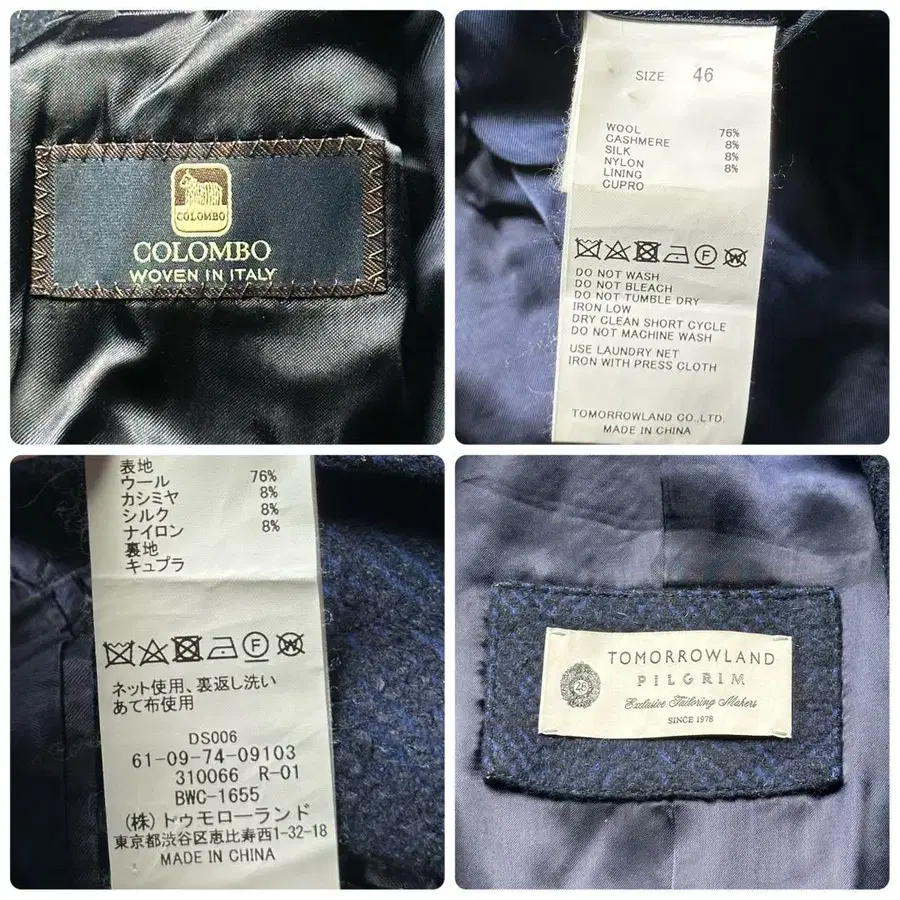 COLOMBO
COLOMBO
WOVEN IN ITALY
SIZE 46
WOOL 76%
CASHMERE 8%
SILK 8%
NYLON 8%
LINING
CUPRO
DO NOT WASH
DO NOT BLEACH
DO NOT TUMBLE DRY
IRON LOW
DRY CLEAN SHORT CYCLE
DO NOT MACHINE WASH
USE LAUNDRY NET
IRON WITH PRESS CLOTH
TOMORROWLAND CO.,LTD.
MADE IN CHINA
表地
ウール 76%
カシミヤ 8%
シルク 8%
ナイロン 8%
裏地
キュプラ
F
W
ネット使用、裏返し洗い
あて布使用
DS006
61-09-74-09103
310066 R-01
BWC-1655
(株)トゥモローランド
東京都渋谷区恵比寿西1-32-18
MADE IN CHINA
TOMORROWLAND
PILGRIM
26
Exclusive Tailoring Makers
SINCE 1978